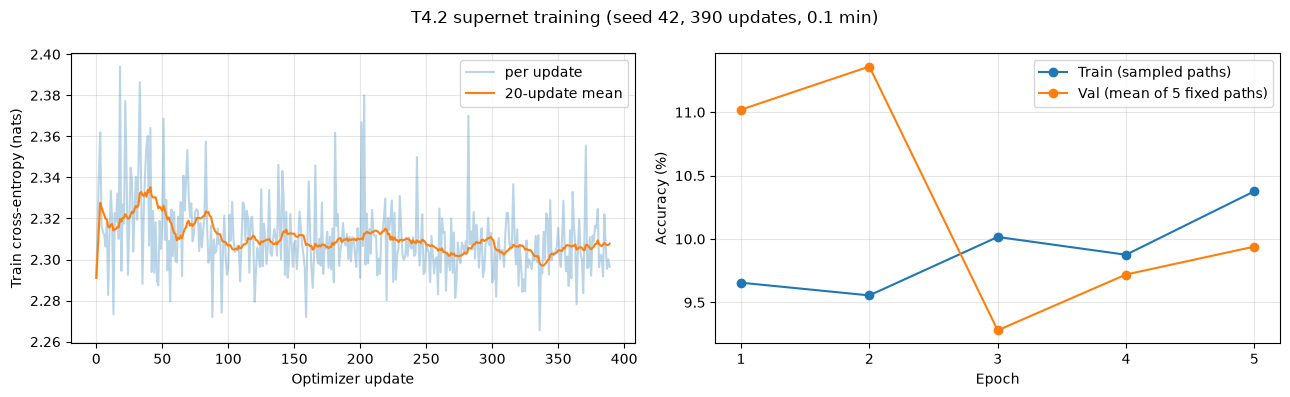 T4.2 supernet training (seed 42, 390 updates, 0.1 min)
Train cross-entropy (nats)
2.40
2.38
2.36
2.34
2.32
2.30
2.28
2.26
per update
20-update mean
0 50 100 150 200 250 300 350 400
Optimizer update
Accuracy (%)
11.0
10.5
10.0
9.5
Train (sampled paths)
Val (mean of 5 fixed paths)
1 2 3 4 5
Epoch